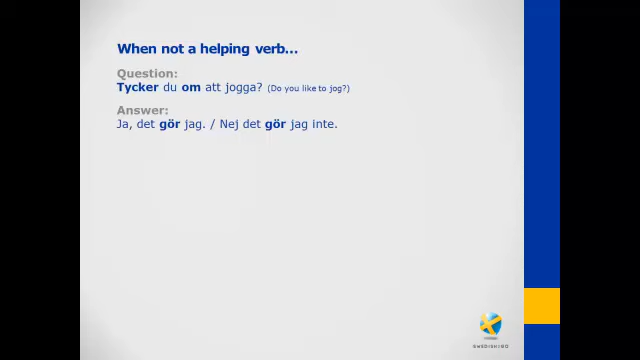 When not a helping verb...
Question:
Tycker du om att jogga? (Do you like to jog?)
Answer:
Ja, det gör jag. / Nej det gör jag inte.